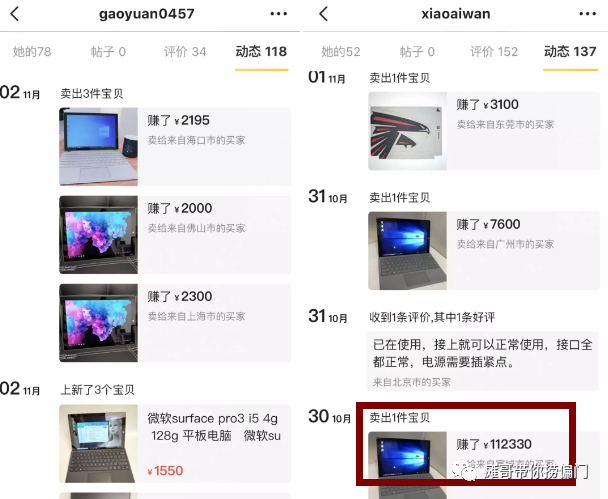 gaoyuan0457
她的78
帖子 0
评价 34
动态 118
02 11月
卖出3件宝贝
赚了 ¥2195
卖给来自海口市的买家
赚了 ¥2000
卖给来自佛山市的买家
赚了 ¥2300
卖给来自上海市的买家
02 11月
上新了3个宝贝
微软surface pro3 i5 4g
128g 平板电脑 微软su
¥1550
xiaoaiwan
她的52
帖子 0
评价 152
动态 137
01 11月
卖出1件宝贝
赚了 ¥3100
卖给来自东莞市的买家
31 10月
卖出1件宝贝
赚了 ¥7600
卖给来自广州市的买家
31 10月
收到1条评价,其中1条好评
已在使用，接上就可以正常使用，接口全
都正常，电源需要插紧点。
来自北京市的买家
30 10月
卖出1件宝贝
赚了 ¥112330
滩哥带你捞偏门